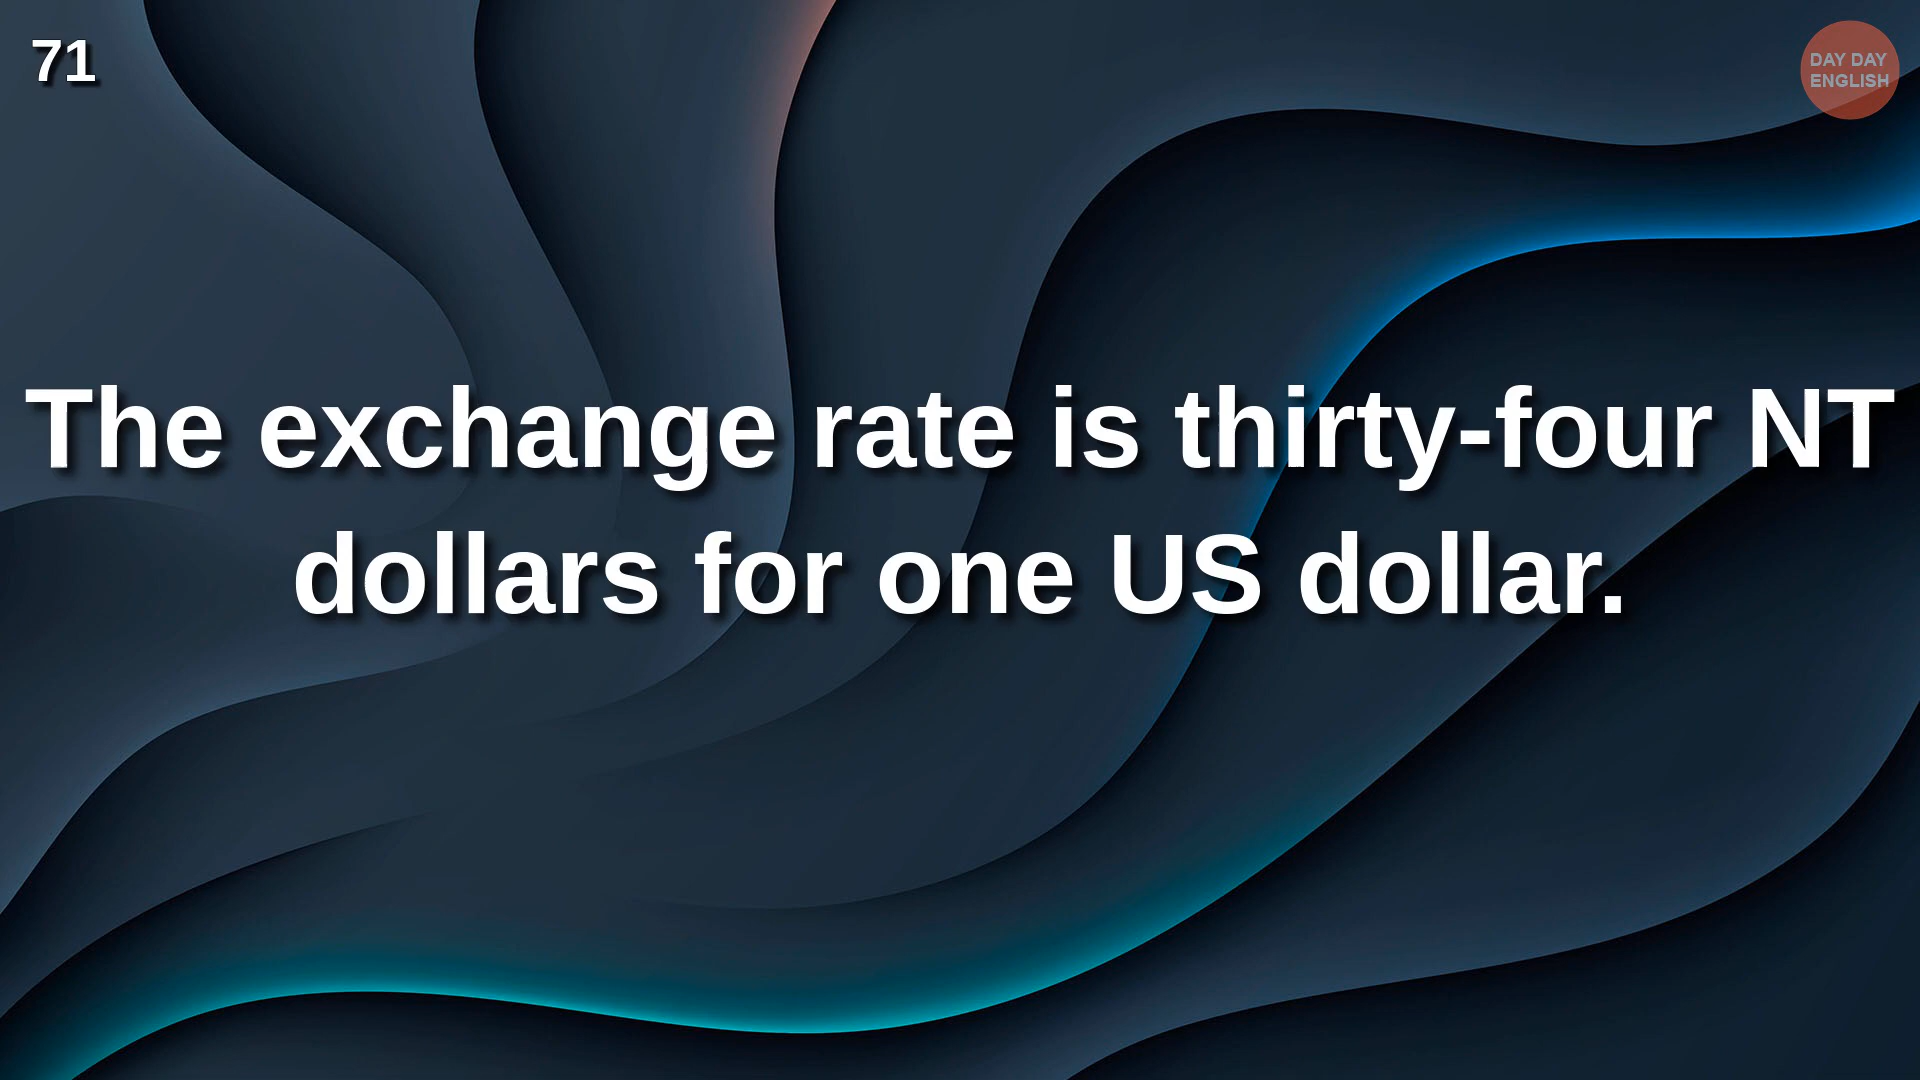 71
DAY DAY
ENGLISH
The exchange rate is thirty-four NT
dollars for one US dollar.